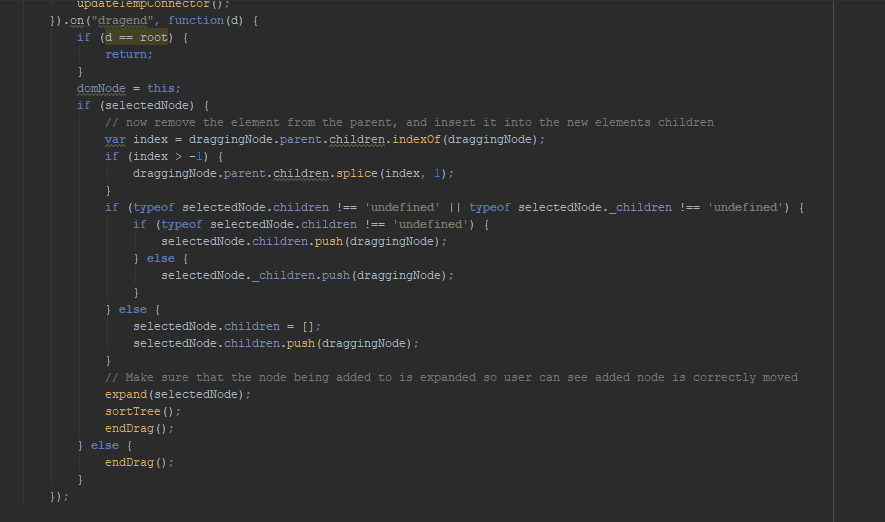 updateTempConnector();
}).on("dragend", function(d) {
if (d == root) {
return;
}
domNode = this;
if (selectedNode) {
// now remove the element from the parent, and insert it into the new elements children
var index = draggingNode.parent.children.indexOf(draggingNode);
if (index > -1) {
draggingNode.parent.children.splice(index, 1);
}
if (typeof selectedNode.children !== 'undefined' || typeof selectedNode._children !== 'undefined') {
if (typeof selectedNode.children !== 'undefined') {
selectedNode.children.push(draggingNode);
} else {
selectedNode._children.push(draggingNode);
}
} else {
selectedNode.children = [];
selectedNode.children.push(draggingNode);
}
// Make sure that the node being added to is expanded so user can see added node is correctly moved
expand(selectedNode);
sortTree();
endDrag();
} else {
endDrag();
}
});